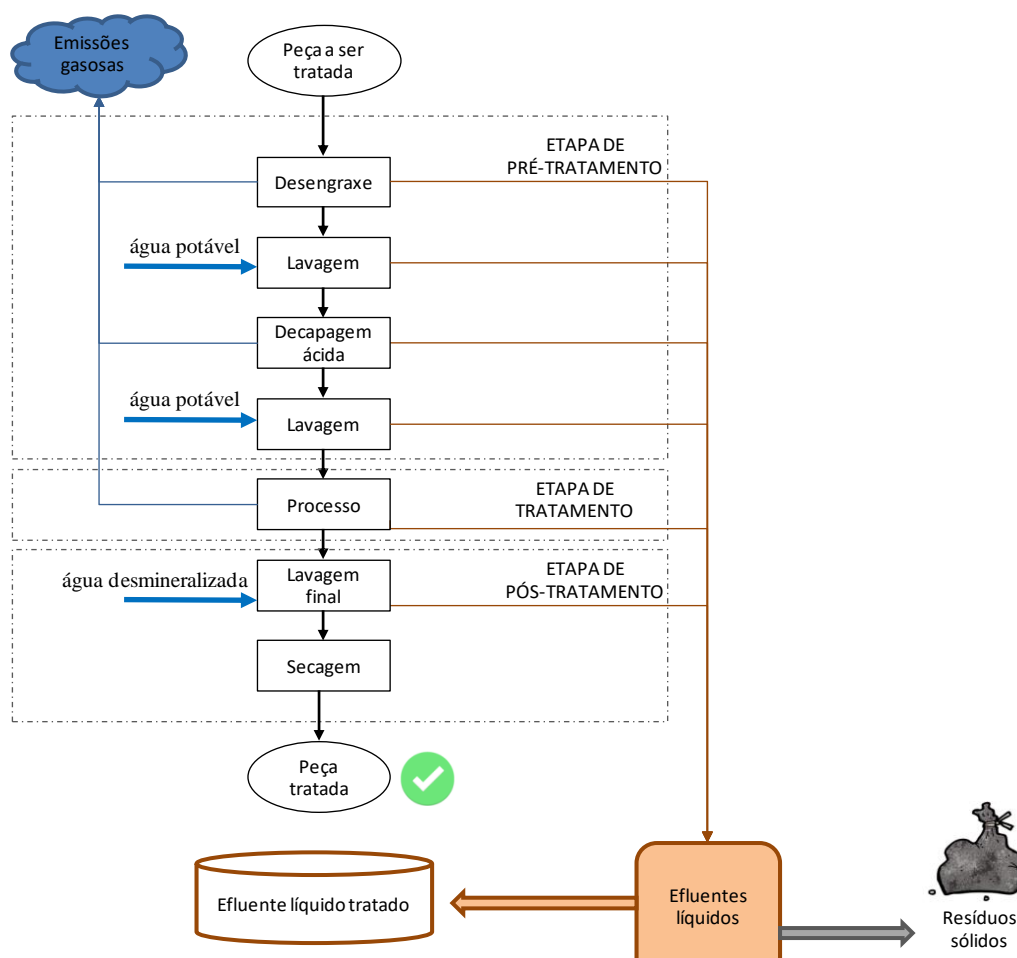 Emissões
gasosas
Peça a ser
tratada
ETAPA DE
PRÉ-TRATAMENTO
Desengraxe
água potável
Lavagem
Decapagem
ácida
água potável
Lavagem
ETAPA DE
TRATAMENTO
Processo
ETAPA DE
PÓS-TRATAMENTO
água desmineralizada
Lavagem
final
Secagem
Peça
tratada
Efluente líquido tratado
Efluentes
líquidos
Resíduos
sólidos